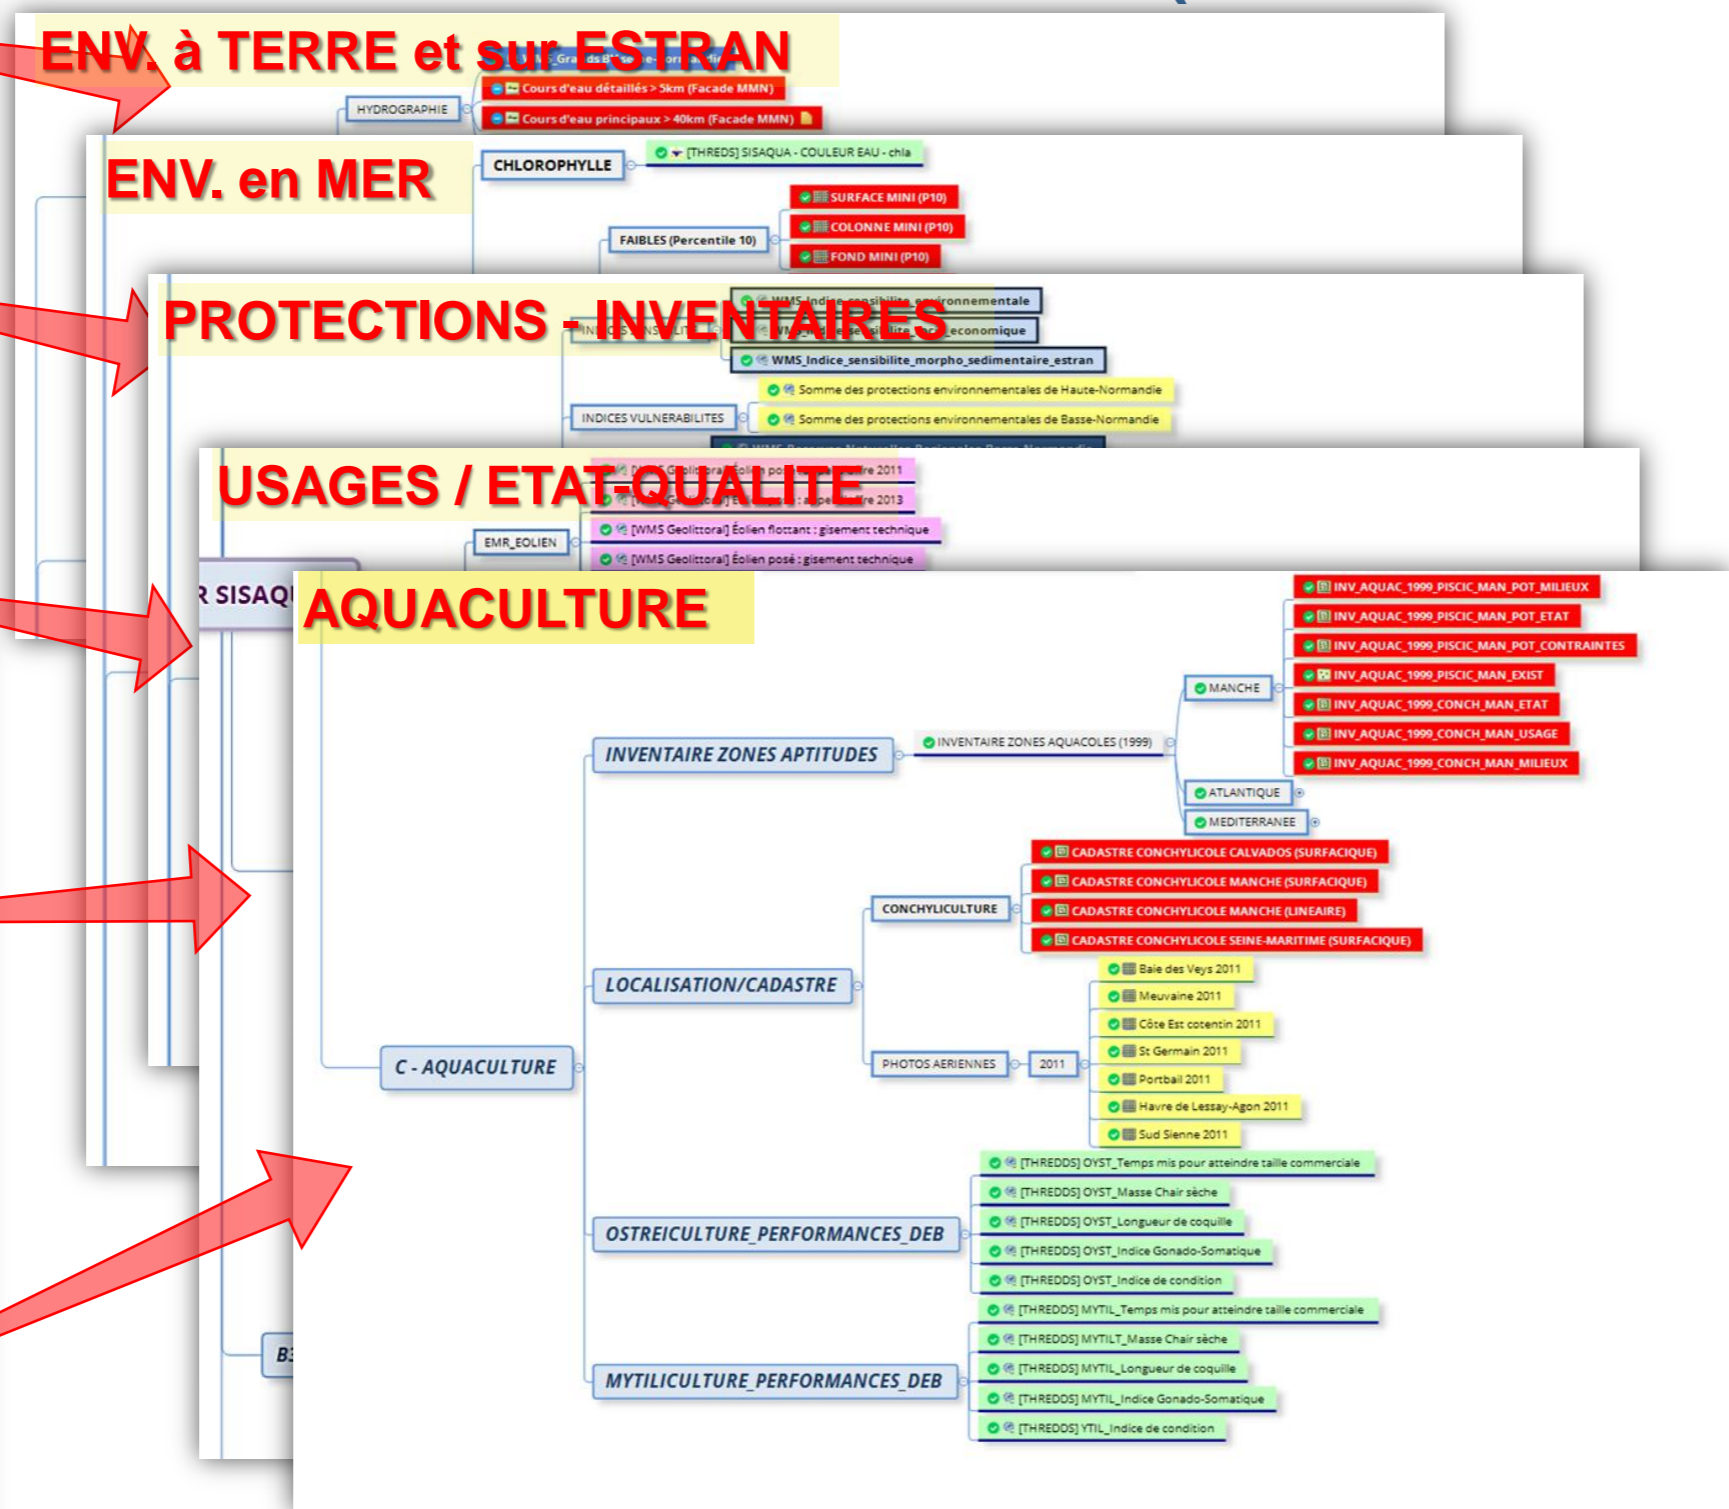 ENV. à TERRE et sur ESTRAN
HYDROGRAPHIE
Cours d'eau détaillés > 5km (Facade MMN)
Cours d'eau principaux > 40km (Facade MMN)
ENV. en MER
CHLOROPHYLLE
[THREDS] SISAQUA - COULEUR EAU - chla
FAIBLES (Percentile 10)
SURFACE MINI (P10)
COLONNE MINI (P10)
FOND MINI (P10)
PROTECTIONS - INVENTAIRES
WMS_Indice_sensibilite_environnementale
WMS_Indice_sensibilite_morpho_sedimentaire_estran
INDICES VULNERABILITES
Somme des protections environnementales de Haute-Normandie
Somme des protections environnementales de Basse-Normandie
USAGES / ETAT-QUALITE
EMR_EOLIEN
[WMS Geolittoral] Éolien flottant : gisement technique
[WMS Geolittoral] Éolien posé : gisement technique
R SISAQ
AQUACULTURE
C - AQUACULTURE
INVENTAIRE ZONES APTITUDES
INVENTAIRE ZONES AQUACOLES (1999)
MANCHE
INV_AQUAC_1999_PISCIC_MAN_POT_MILIEUX
INV_AQUAC_1999_PISCIC_MAN_POT_ETAT
INV_AQUAC_1999_PISCIC_MAN_POT_CONTRAINTES
INV_AQUAC_1999_PISCIC_MAN_EXIST
INV_AQUAC_1999_CONCH_MAN_ETAT
INV_AQUAC_1999_CONCH_MAN_USAGE
INV_AQUAC_1999_CONCH_MAN_MILIEUX
ATLANTIQUE
MEDITERRANEE
LOCALISATION/CADASTRE
CONCHYLICULTURE
CADASTRE CONCHYLICOLE CALVADOS (SURFACIQUE)
CADASTRE CONCHYLICOLE MANCHE (SURFACIQUE)
CADASTRE CONCHYLICOLE MANCHE (LINEAIRE)
CADASTRE CONCHYLICOLE SEINE-MARITIME (SURFACIQUE)
PHOTOS AERIENNES
2011
Baie des Veys 2011
Meuvaine 2011
Côte Est cotentin 2011
St Germain 2011
Portbail 2011
Havre de Lessay-Agon 2011
Sud Sienne 2011
OSTREICULTURE_PERFORMANCES_DEB
[THREDDS] OYST_Temps mis pour atteindre taille commerciale
[THREDDS] OYST_Masse Chair sèche
[THREDDS] OYST_Longueur de coquille
[THREDDS] OYST_Indice Gonado-Somatique
[THREDDS] OYST_Indice de condition
MYTILICULTURE_PERFORMANCES_DEB
[THREDDS] MYTIL_Temps mis pour atteindre taille commerciale
[THREDDS] MYTILT_Masse Chair sèche
[THREDDS] MYTIL_Longueur de coquille
[THREDDS] MYTIL_Indice Gonado-Somatique
[THREDDS] YTIL_Indice de condition